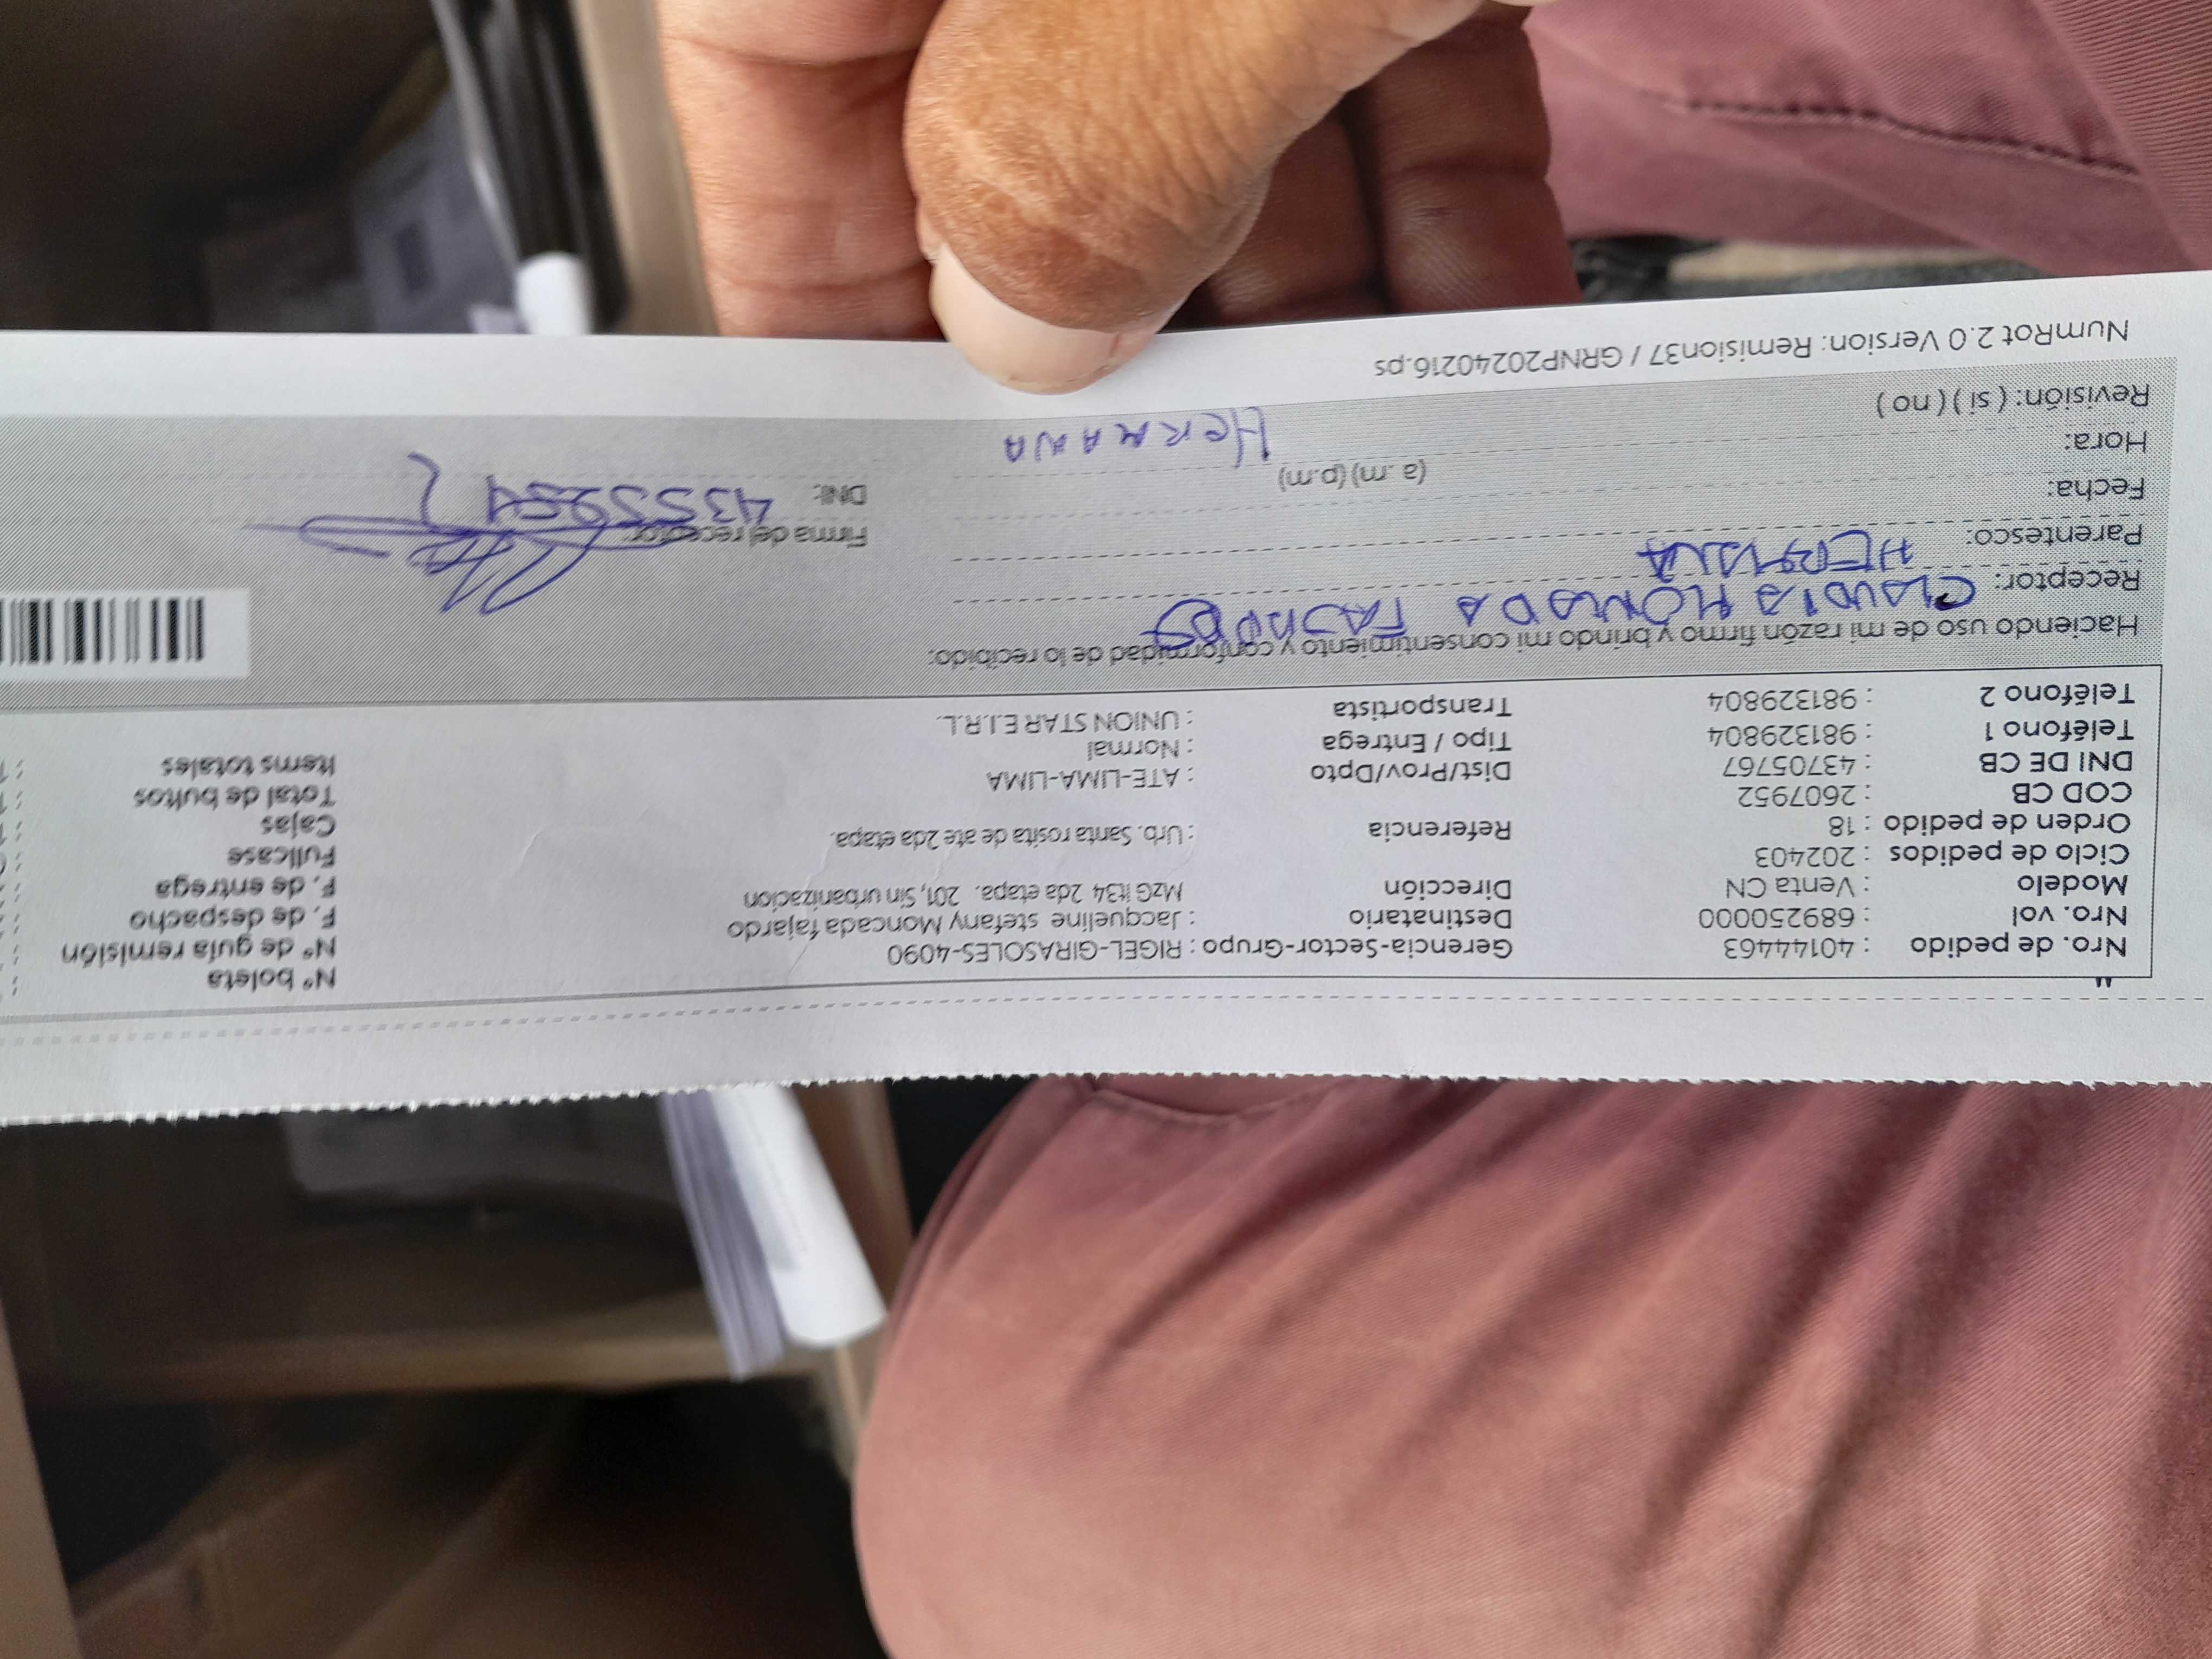 Nro. de pedido : 40144463 Gerencia-Sector-Grupo : RIGEL-GIRASOLES-4090 N° boleta :
Nro. vol : 689250000 Destinatario : Jacqueline stefany Moncada fajardo N° de guía remisión :
Modelo : Venta CN Dirección MzG lt34 2da etapa. 201, Sin urbanizacion F. de despacho :
Ciclo de pedidos : 202403 F. de entrega :
Orden de pedido : 18 Referencia : Urb. Santa rosita de ate 2da etapa. Fullcase :
COD CB : 2607952 Cajas :
DNI DE CB : 43705767 Dist/Prov/Dpto : ATE-LIMA-LIMA Total de bultos :
Teléfono 1 : 981329804 Tipo / Entrega : Normal Items totales :
Teléfono 2 : 981329804 Transportista : UNION STAR E.I.R.L.
Haciendo uso de mi razón firmo y brindo mi consentimiento y conformidad de lo recibido:
Receptor: CLAUDIA MONCADA FAJARDO
Parentesco: HERMANA Firma del receptor:
Fecha: DNI:
Hora: (a.m)(p.m)
Revisión: ( si ) ( no ) HERMANA
NumRot 2.0 Version: Remision37 / GRNP20240216.ps